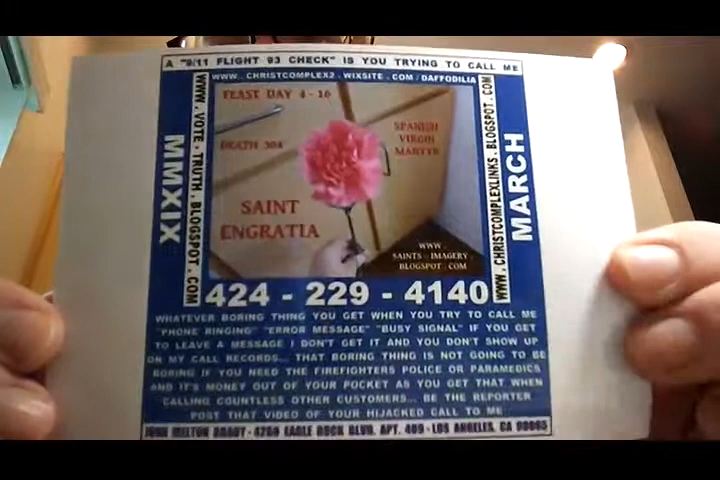 A "9/11 FLIGHT 93 CHECK" IS YOU TRYING TO CALL ME
WWW . CHRISTCOMPLEX2 . WIXSITE . COM / DAFFODILIA
WWW . VOTE - TRUTH . BLOGSPOT . COM
MMXIX
FEAST DAY 4 - 16
DEATH 304
SPANISH
VIRGIN
MARTYR
SAINT
ENGRATIA
WWW .
SAINTS - IMAGERY .
BLOGSPOT . COM
WWW . CHRISTCOMPLEXLINKS . BLOGSPOT . COM
MARCH
424 - 229 - 4140
WHATEVER BORING THING YOU GET WHEN YOU TRY TO CALL ME
"PHONE RINGING" "ERROR MESSAGE" "BUSY SIGNAL" IF YOU GET
TO LEAVE A MESSAGE I DON'T GET IT AND YOU DON'T SHOW UP
ON MY CALL RECORDS... THAT BORING THING IS NOT GOING TO BE
BORING IF YOU NEED THE FIREFIGHTERS POLICE OR PARAMEDICS
AND IT'S MONEY OUT OF YOUR POCKET AS YOU GET THAT WHEN
CALLING COUNTLESS OTHER CUSTOMERS... BE THE REPORTER
POST THAT VIDEO OF YOUR HIJACKED CALL TO ME
JOHN MELTON - EAGLE ROCK BLVD. APT. 409 - LOS ANGELES, CA 90065